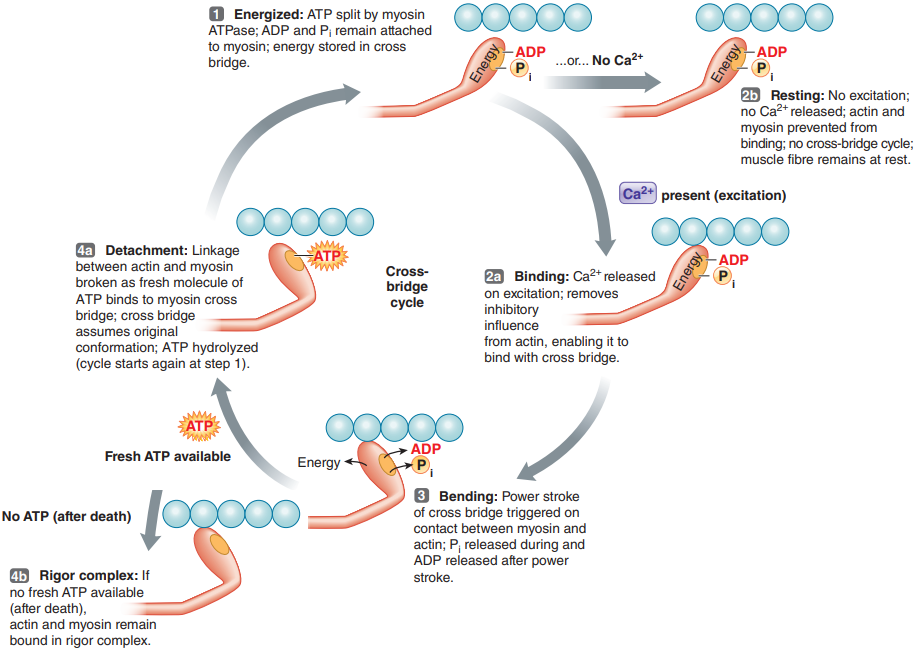 1 Energized: ATP split by myosin
ATPase; ADP and Pi remain attached
to myosin; energy stored in cross
bridge.
Energy
ADP
Pi
...or... No Ca2+
Energy
ADP
Pi
2b Resting: No excitation;
no Ca2+ released; actin and
myosin prevented from
binding; no cross-bridge cycle;
muscle fibre remains at rest.
Ca2+ present (excitation)
Energy
ADP
Pi
2a Binding: Ca2+ released
on excitation; removes
inhibitory
influence
from actin, enabling it to
bind with cross bridge.
Cross-
bridge
cycle
ATP
4a Detachment: Linkage
between actin and myosin
broken as fresh molecule of
ATP binds to myosin cross
bridge; cross bridge
assumes original
conformation; ATP hydrolyzed
(cycle starts again at step 1).
ATP
Fresh ATP available
Energy
ADP
Pi
3 Bending: Power stroke
of cross bridge triggered on
contact between myosin and
actin; Pi released during and
ADP released after power
stroke.
No ATP (after death)
4b Rigor complex: If
no fresh ATP available
(after death),
actin and myosin remain
bound in rigor complex.